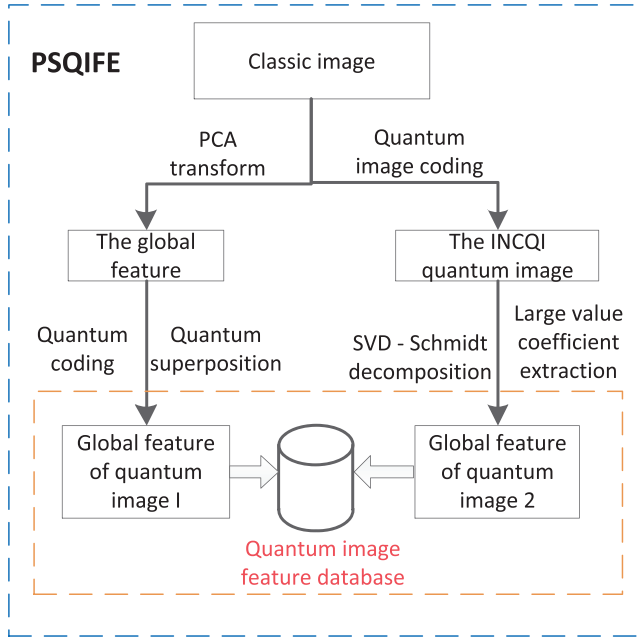 PSQIFE
Classic image
PCA
transform
Quantum
image coding
The global
feature
The INCQI
quantum image
Quantum
coding
Quantum
superposition
SVD - Schmidt
decomposition
Large value
coefficient
extraction
Global feature
of quantum
image I
Global feature
of quantum
image 2
Quantum image
feature database